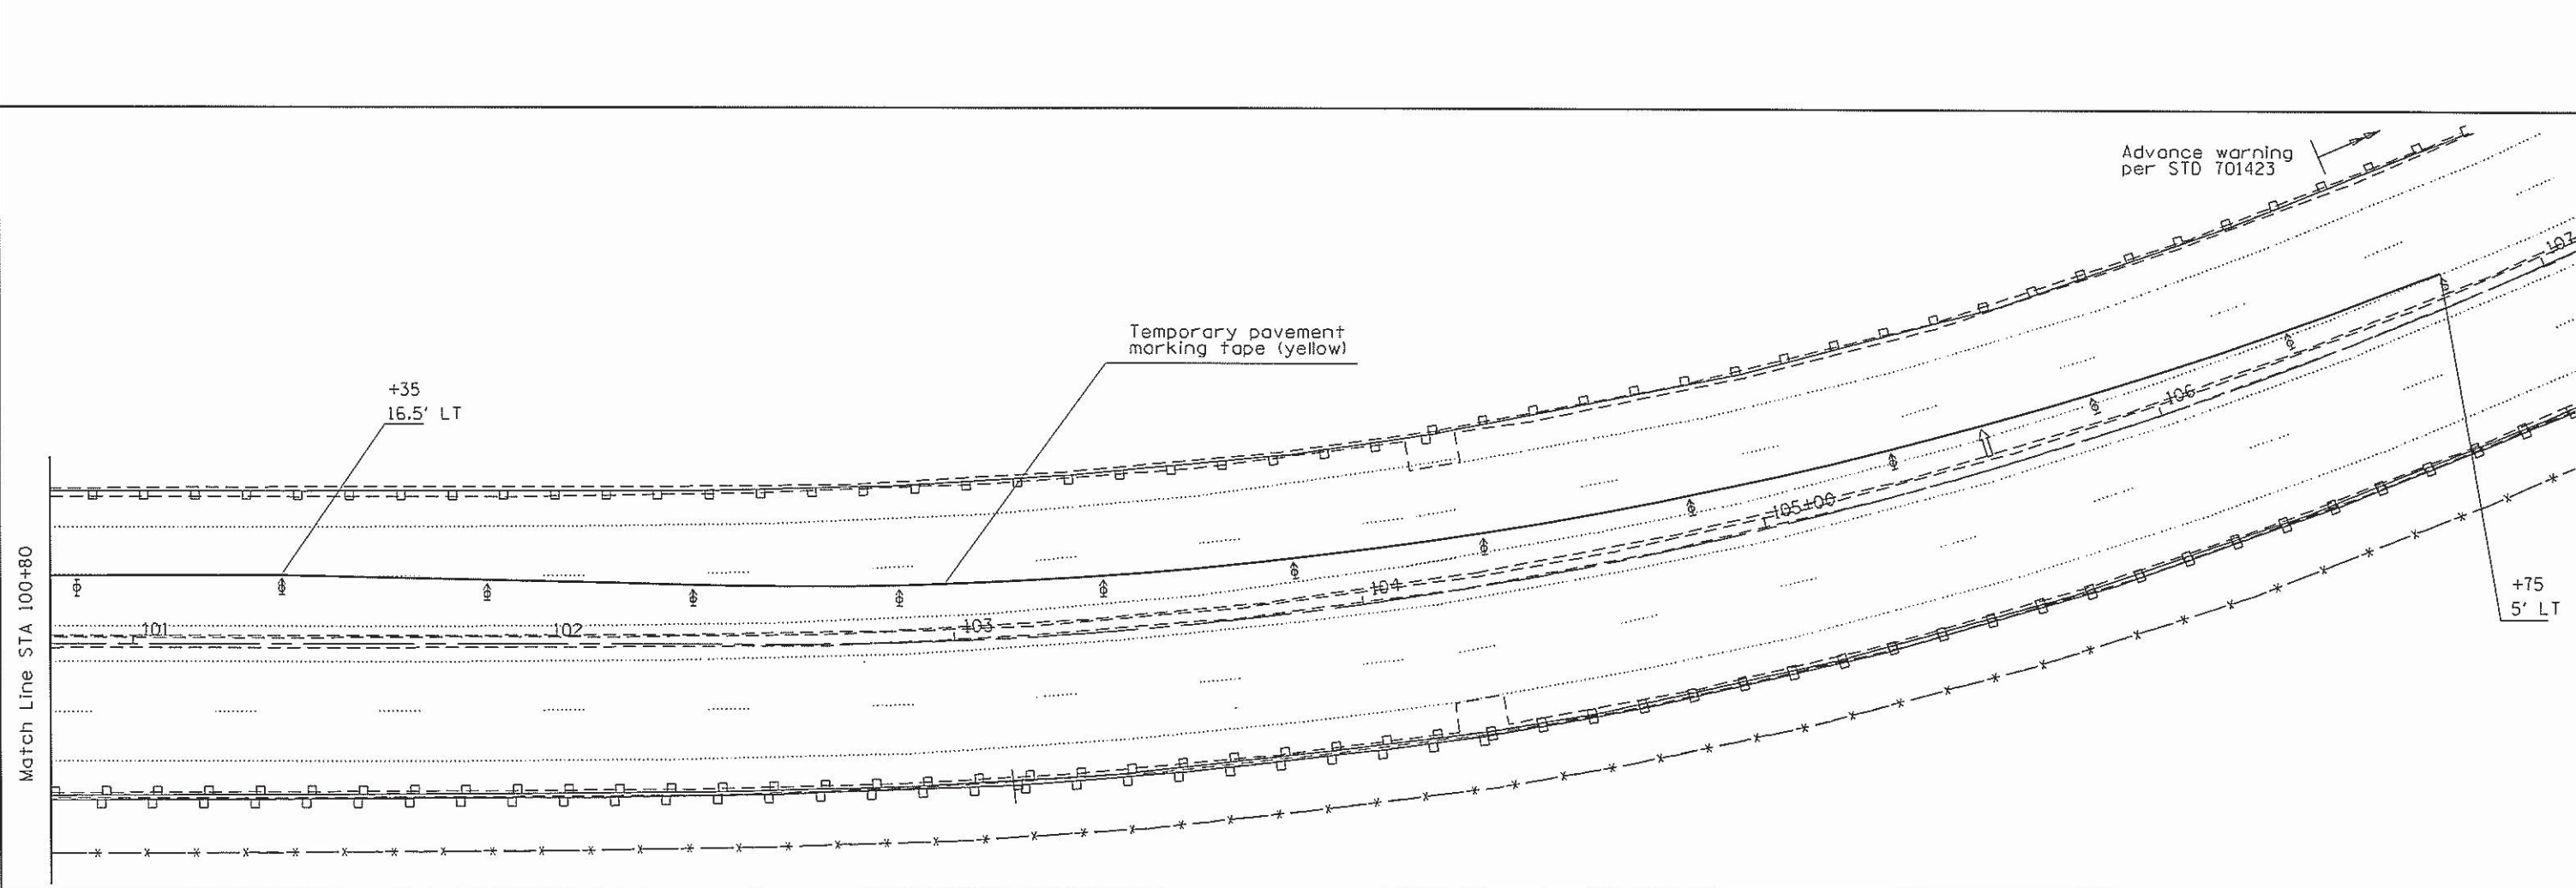 Advance warning
per STD 701423
Temporary pavement
marking tape (yellow)
+35
16.5' LT
Match Line STA 100+80
101
102
103
104
105+00
106
107
+75
5' LT